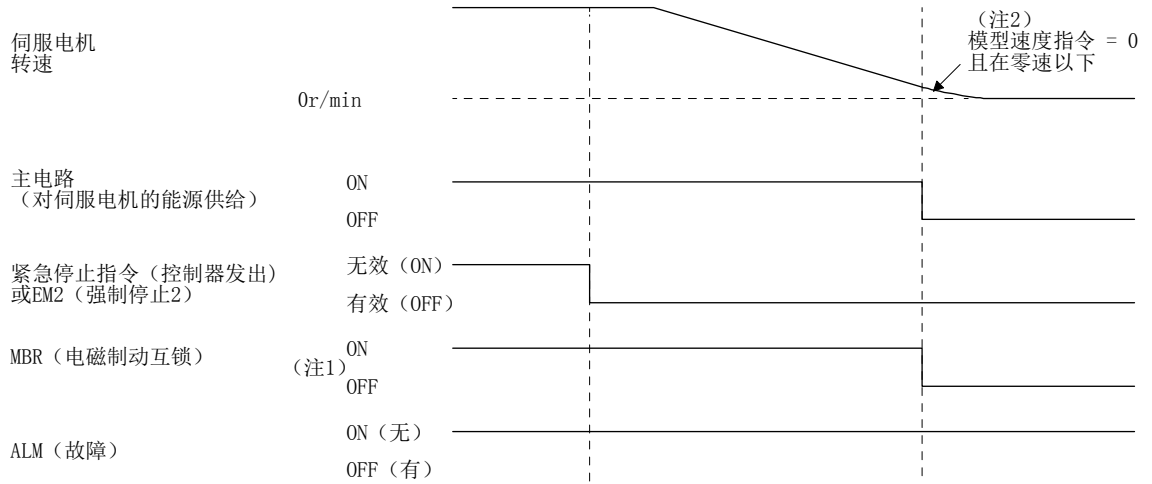 （注2）
模型速度指令 = 0
且在零速以下
伺服电机
转速
0r/min
主电路
（对伺服电机的能源供给）
ON
OFF
紧急停止指令（控制器发出）
或EM2（强制停止2）
无效（ON）
有效（OFF）
MBR（电磁制动互锁）
（注1）
ON
OFF
ALM（故障）
ON（无）
OFF（有）